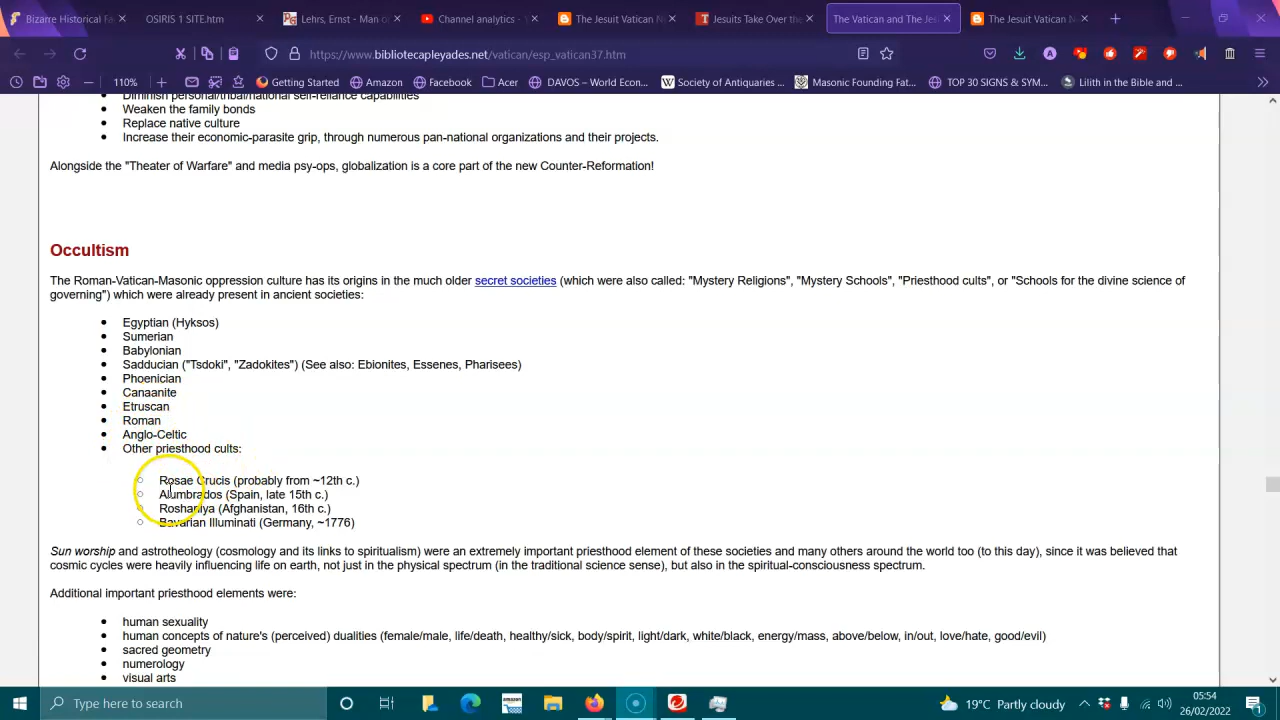 Bizarre Historical Fa
OSIRIS 1 SITE.htm
Lehrs, Ernst - Man o
Channel analytics -
The Jesuit Vatican N
Jesuits Take Over the
The Vatican and The Je
The Jesuit Vatican N
https://www.bibliotecapleyades.net/vatican/esp_vatican37.htm
110%
Getting Started
Amazon
Facebook
Acer
DAVOS – World Econ...
Society of Antiquaries ...
Masonic Founding Fat...
TOP 30 SIGNS & SYM...
Lilith in the Bible and ...
Diminish personal/tribal/national self-reliance capabilities
Weaken the family bonds
Replace native culture
Increase their economic-parasite grip, through numerous pan-national organizations and their projects.
Alongside the "Theater of Warfare" and media psy-ops, globalization is a core part of the new Counter-Reformation!
Occultism
The Roman-Vatican-Masonic oppression culture has its origins in the much older secret societies (which were also called: "Mystery Religions", "Mystery Schools", "Priesthood cults", or "Schools for the divine science of
governing") which were already present in ancient societies:
Egyptian (Hyksos)
Sumerian
Babylonian
Sadducian ("Tsdoki", "Zadokites") (See also: Ebionites, Essenes, Pharisees)
Phoenician
Canaanite
Etruscan
Roman
Anglo-Celtic
Other priesthood cults:
Rosae Crucis (probably from ~12th c.)
Alumbrados (Spain, late 15th c.)
Roshaniya (Afghanistan, 16th c.)
Bavarian Illuminati (Germany, ~1776)
Sun worship and astrotheology (cosmology and its links to spiritualism) were an extremely important priesthood element of these societies and many others around the world too (to this day), since it was believed that
cosmic cycles were heavily influencing life on earth, not just in the physical spectrum (in the traditional science sense), but also in the spiritual-consciousness spectrum.
Additional important priesthood elements were:
human sexuality
human concepts of nature's (perceived) dualities (female/male, life/death, healthy/sick, body/spirit, light/dark, white/black, energy/mass, above/below, in/out, love/hate, good/evil)
sacred geometry
numerology
visual arts
Type here to search
amazon
19°C Partly cloudy
05:54
26/02/2022